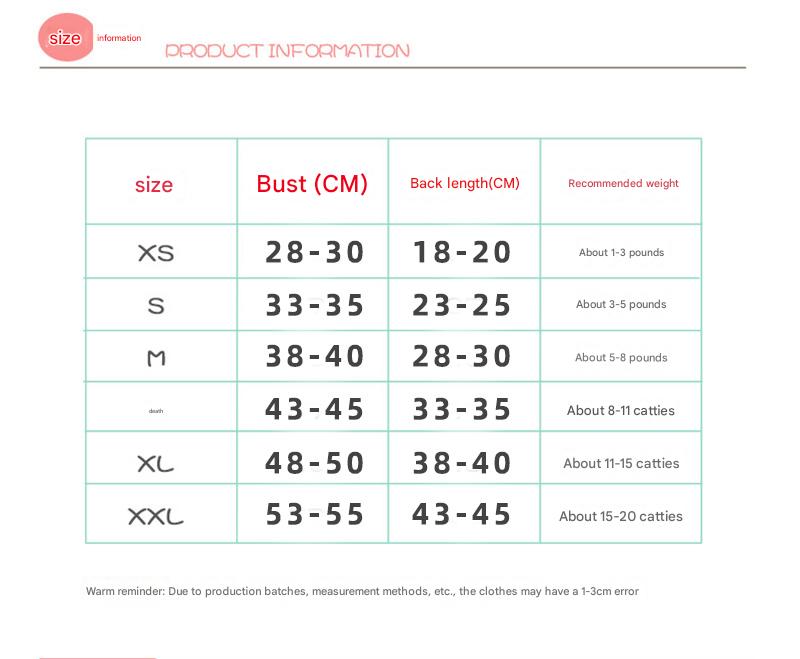 size information
PRODUCT INFORMATION
size Bust (CM) Back length(CM) Recommended weight
XS 28-30 18-20 About 1-3 pounds
S 33-35 23-25 About 3-5 pounds
M 38-40 28-30 About 5-8 pounds
death 43-45 33-35 About 8-11 catties
XL 48-50 38-40 About 11-15 catties
XXL 53-55 43-45 About 15-20 catties
Warm reminder: Due to production batches, measurement methods, etc., the clothes may have a 1-3cm error